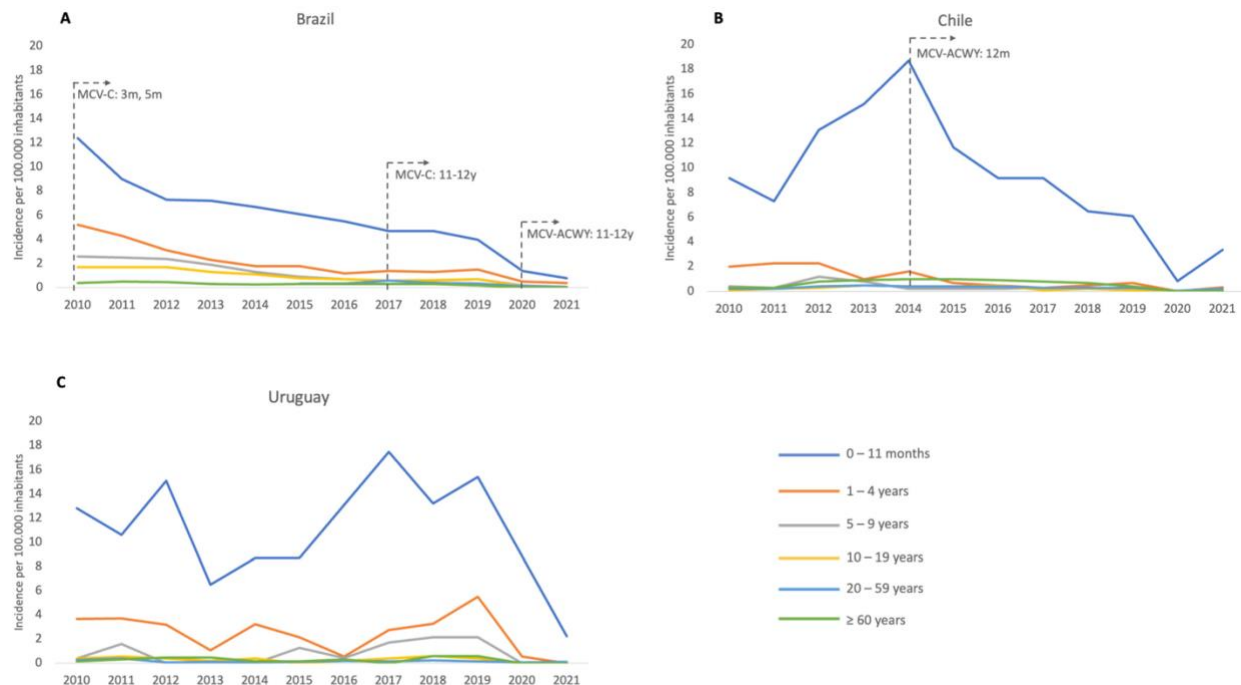 A
Brazil
Incidence per 100.000 inhabitants
20
18
16
14
12
10
8
6
4
2
0
MCV-C: 3m, 5m
MCV-C: 11-12y
MCV-ACWY: 11-12y
2010 2011 2012 2013 2014 2015 2016 2017 2018 2019 2020 2021
B
Chile
Incidence per 100.000 inhabitants
20
18
16
14
12
10
8
6
4
2
0
MCV-ACWY: 12m
2010 2011 2012 2013 2014 2015 2016 2017 2018 2019 2020 2021
C
Uruguay
Incidence per 100.000 inhabitants
20
18
16
14
12
10
8
6
4
2
0
2010 2011 2012 2013 2014 2015 2016 2017 2018 2019 2020 2021
0 – 11 months
1 – 4 years
5 – 9 years
10 – 19 years
20 – 59 years
≥ 60 years